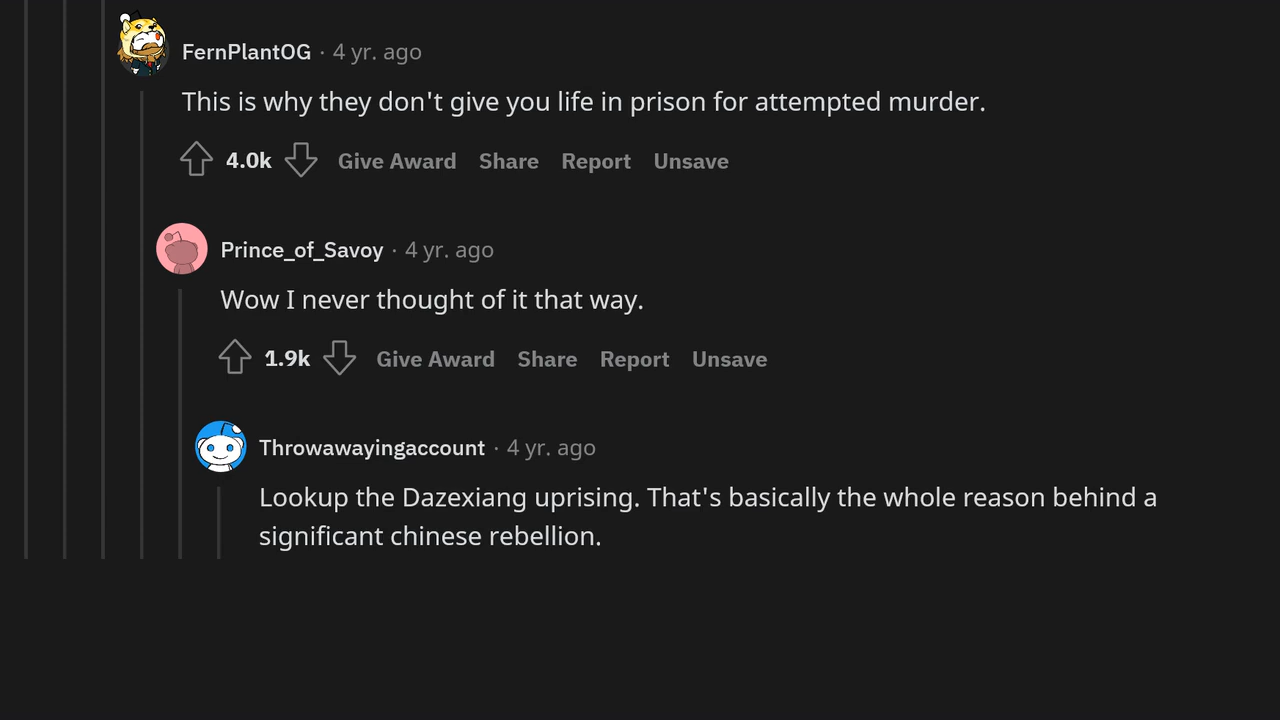 FernPlantOG · 4 yr. ago
This is why they don't give you life in prison for attempted murder.
4.0k Give Award Share Report Unsave
Prince_of_Savoy · 4 yr. ago
Wow I never thought of it that way.
1.9k Give Award Share Report Unsave
Throwawayingaccount · 4 yr. ago
Lookup the Dazexiang uprising. That's basically the whole reason behind a
significant chinese rebellion.